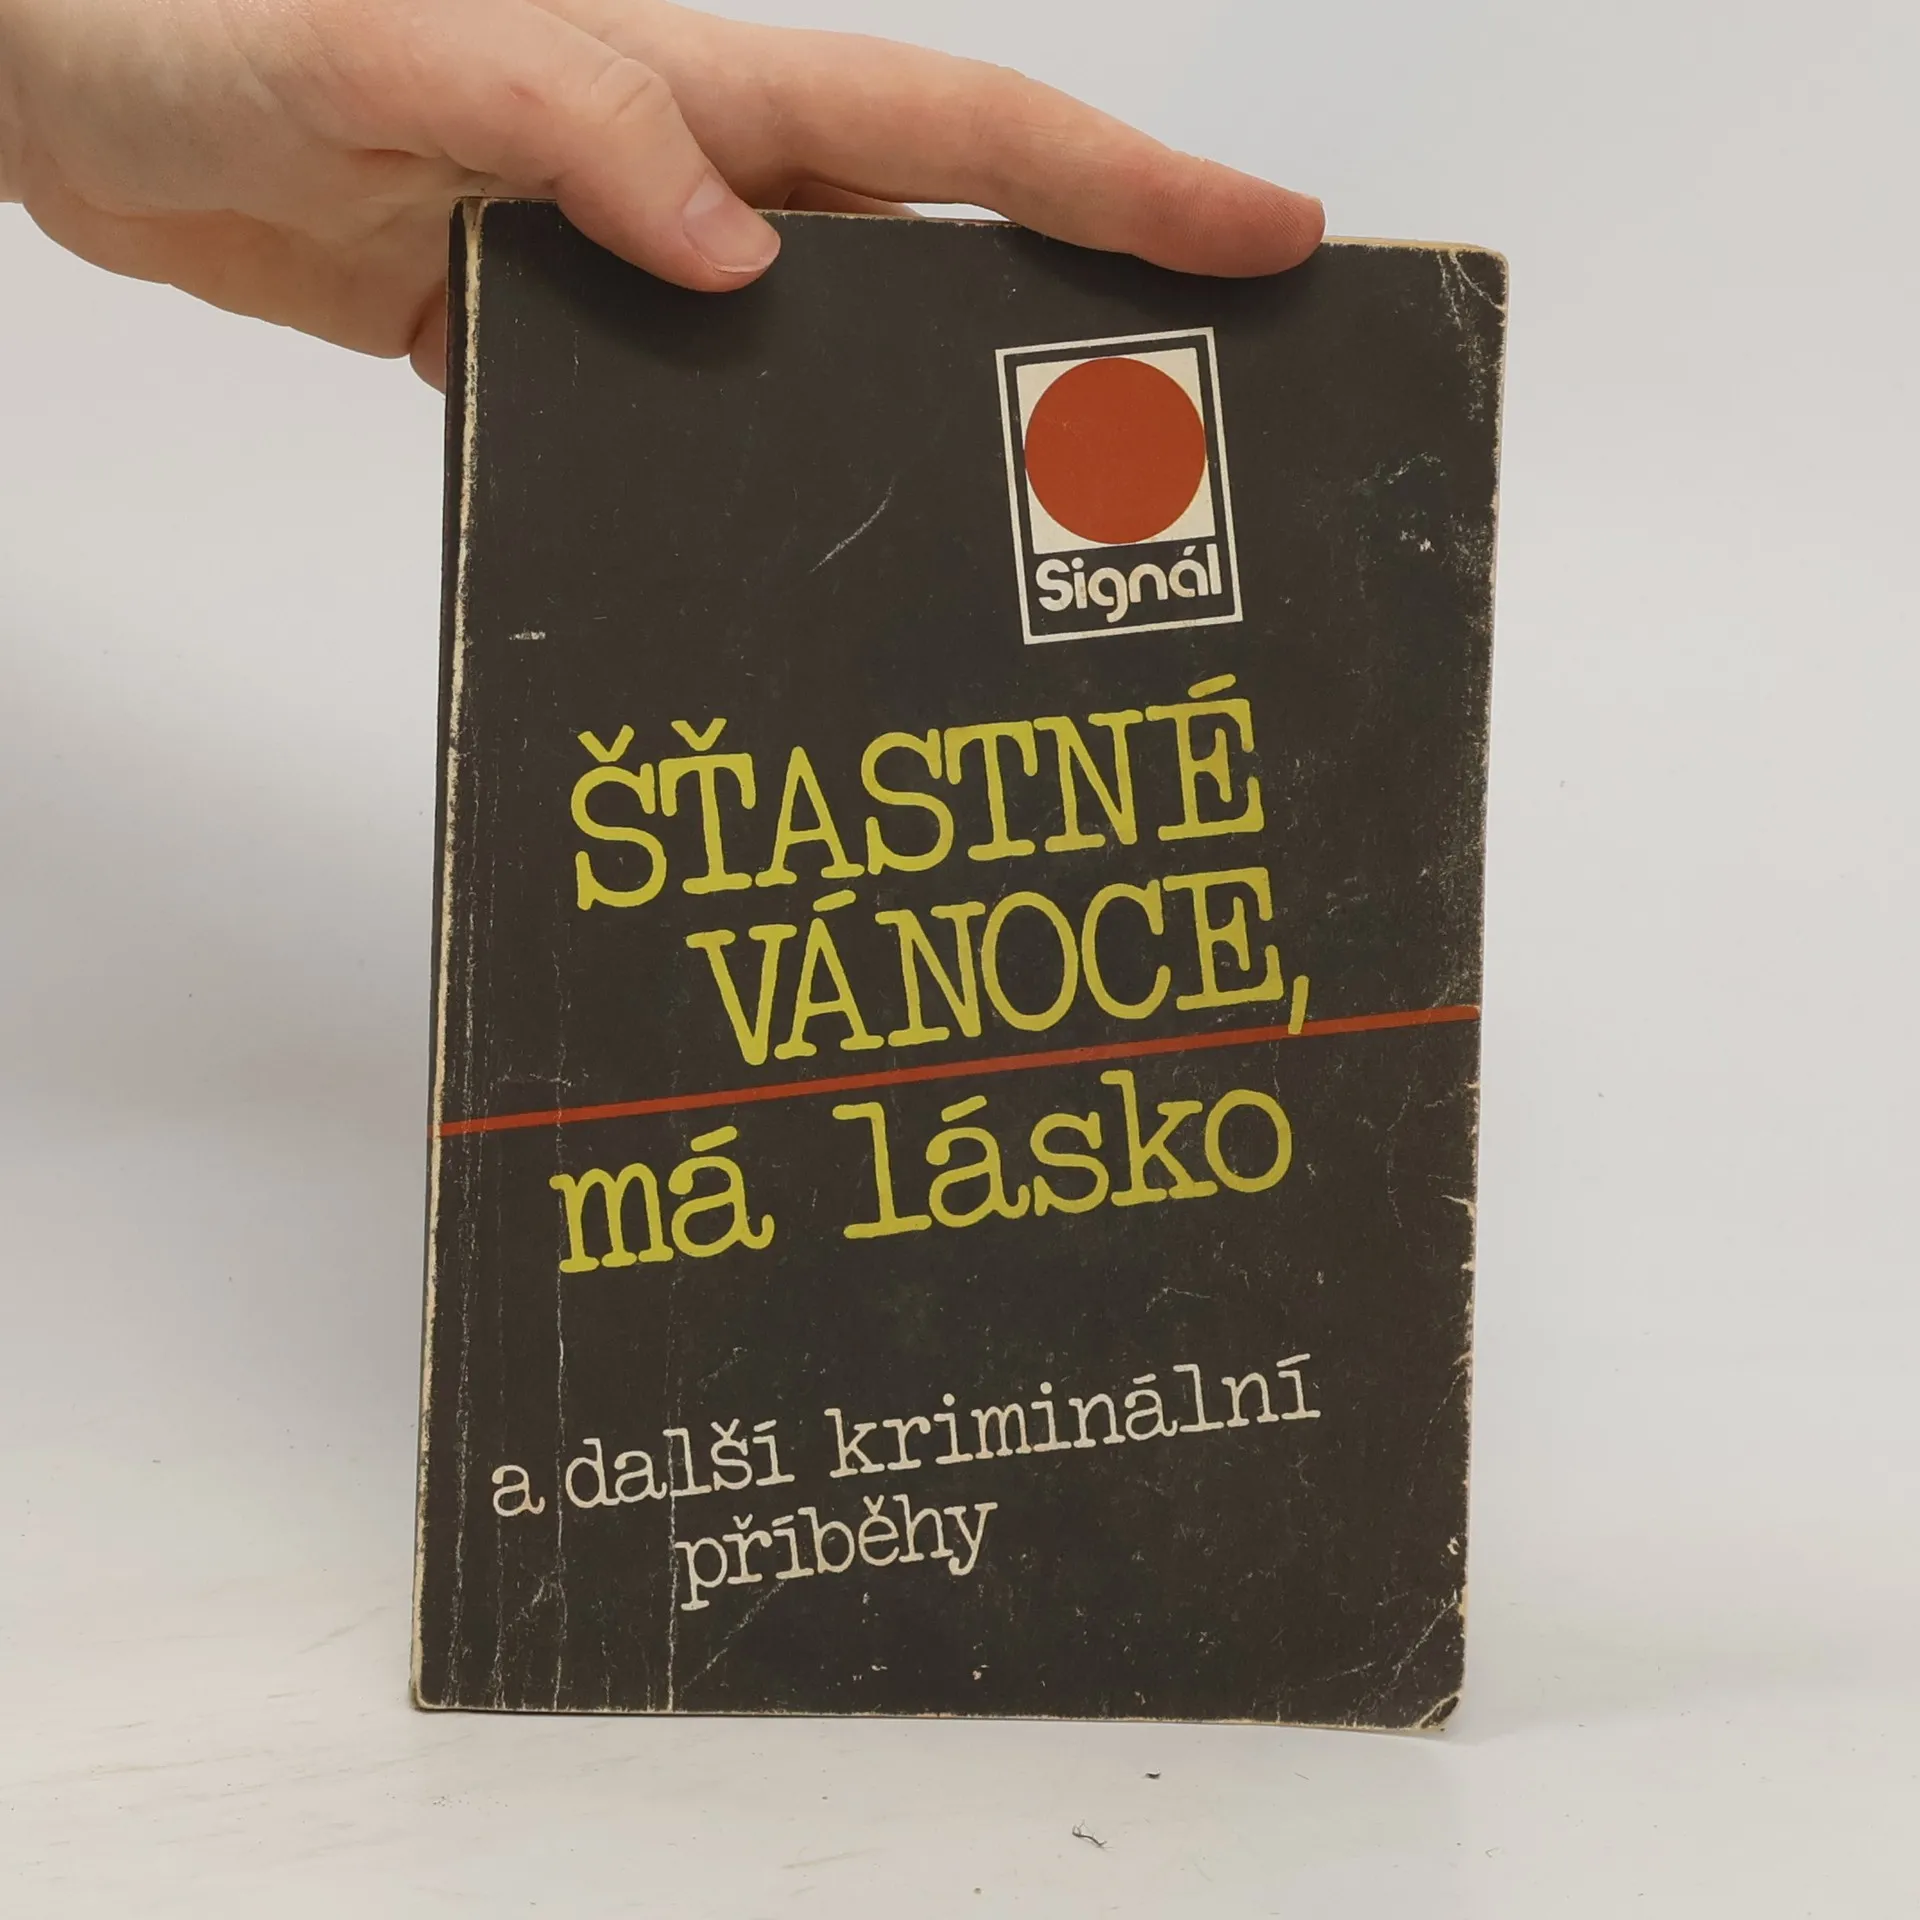 Signál
ŠŤASTNÉ
VÁNOCE,
má lásko
a další kriminální
příběhy